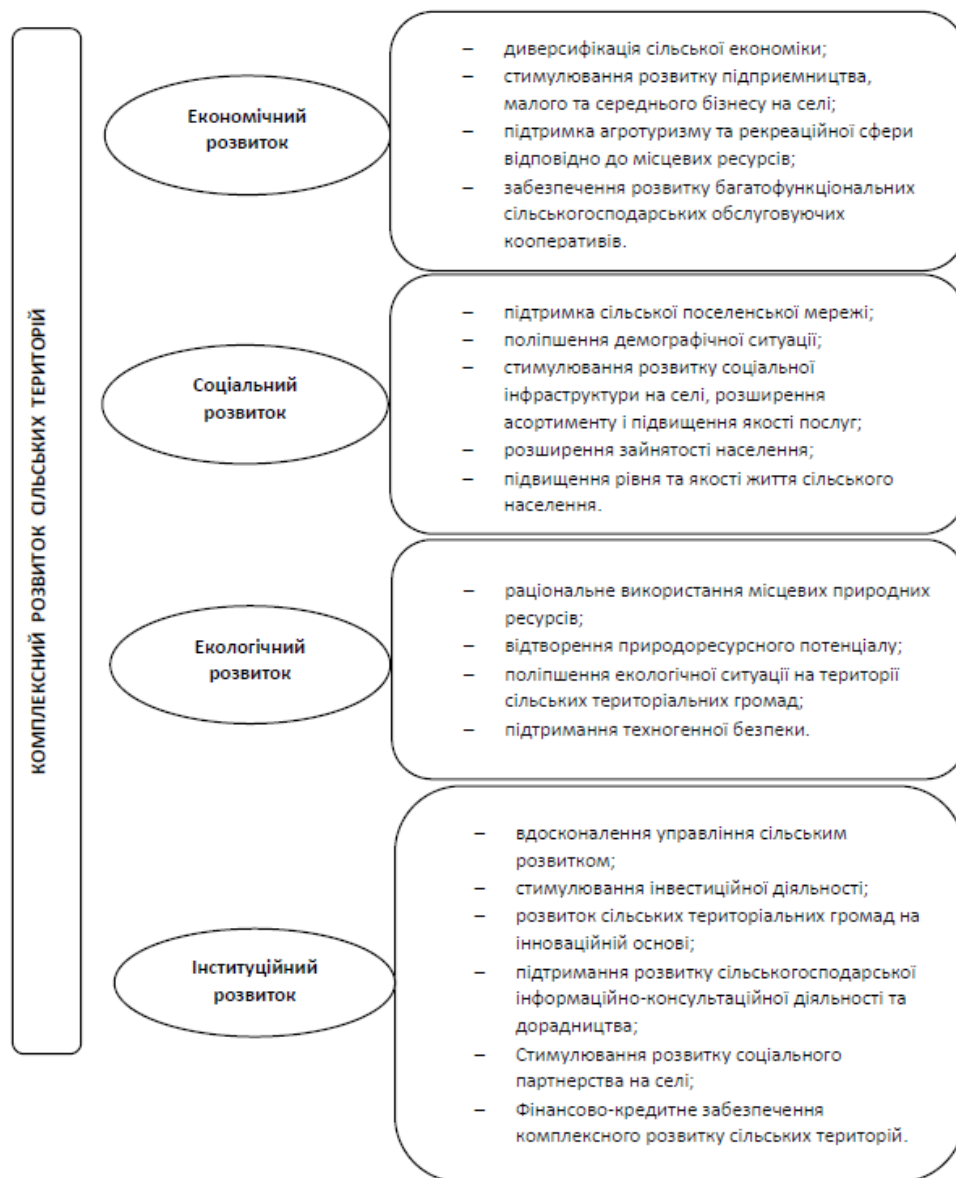 КОМПЛЕКСНИЙ РОЗВИТОК СІЛЬСЬКИХ ТЕРИТОРІЙ
Економічний
розвиток
– диверсифікація сільської економіки;
– стимулювання розвитку підприємництва,
малого та середнього бізнесу на селі;
– підтримка агротуризму та рекреаційної сфери
відповідно до місцевих ресурсів;
– забезпечення розвитку багатофункціональних
сільськогосподарських обслуговуючих
кооперативів.
Соціальний
розвиток
– підтримка сільської поселенської мережі;
– поліпшення демографічної ситуації;
– стимулювання розвитку соціальної
інфраструктури на селі, розширення
асортименту і підвищення якості послуг;
– розширення зайнятості населення;
– підвищення рівня та якості життя сільського
населення.
Екологічний
розвиток
– раціональне використання місцевих природних
ресурсів;
– відтворення природоресурсного потенціалу;
– поліпшення екологічної ситуації на території
сільських територіальних громад;
– підтримання техногенної безпеки.
Інституційний
розвиток
– вдосконалення управління сільським
розвитком;
– стимулювання інвестиційної діяльності;
– розвиток сільських територіальних громад на
інноваційній основі;
– підтримання розвитку сільськогосподарської
інформаційно-консультаційної діяльності та
дорадництва;
– Стимулювання розвитку соціального
партнерства на селі;
– Фінансово-кредитне забезпечення
комплексного розвитку сільських територій.